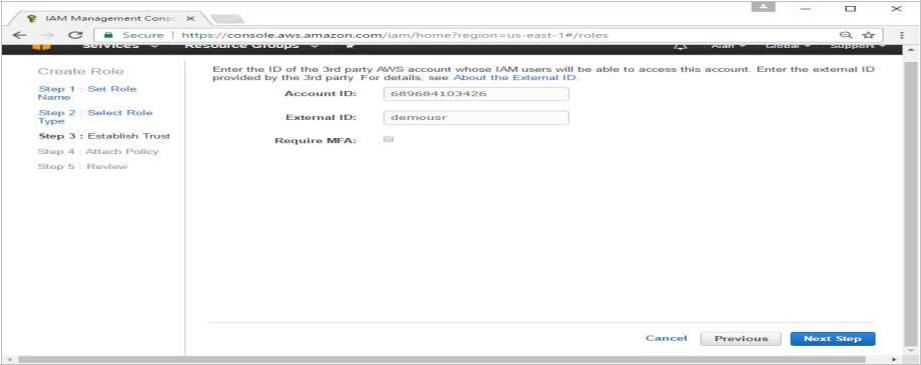 IAM Management Consc
Secure | https://console.aws.amazon.com/iam/home?region=us-east-1#/roles
Services Resource Groups Alan Global Support
Create Role
Enter the ID of the 3rd party AWS account whose IAM users will be able to access this account. Enter the external ID
provided by the 3rd party. For details, see About the External ID.
Step 1 : Set Role
Name
Step 2 : Select Role
Type
Step 3 : Establish Trust
Step 4 : Attach Policy
Step 5 : Review
Account ID: 689684103426
External ID: demousr
Require MFA:
Cancel Previous Next Step